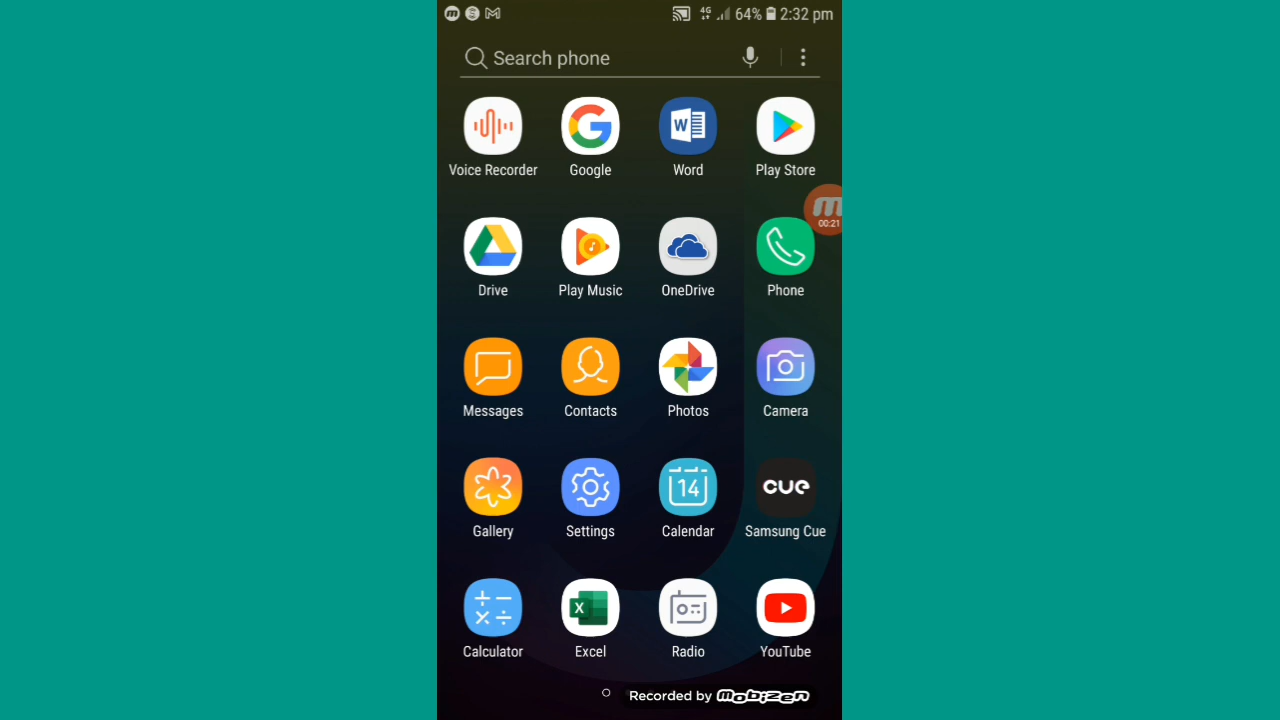 4G 64% 2:32 pm
Search phone
Voice Recorder Google Word Play Store
00:21
Drive Play Music OneDrive Phone
Messages Contacts Photos Camera
14 cue
Gallery Settings Calendar Samsung Cue
Calculator Excel Radio YouTube
Recorded by mobizen